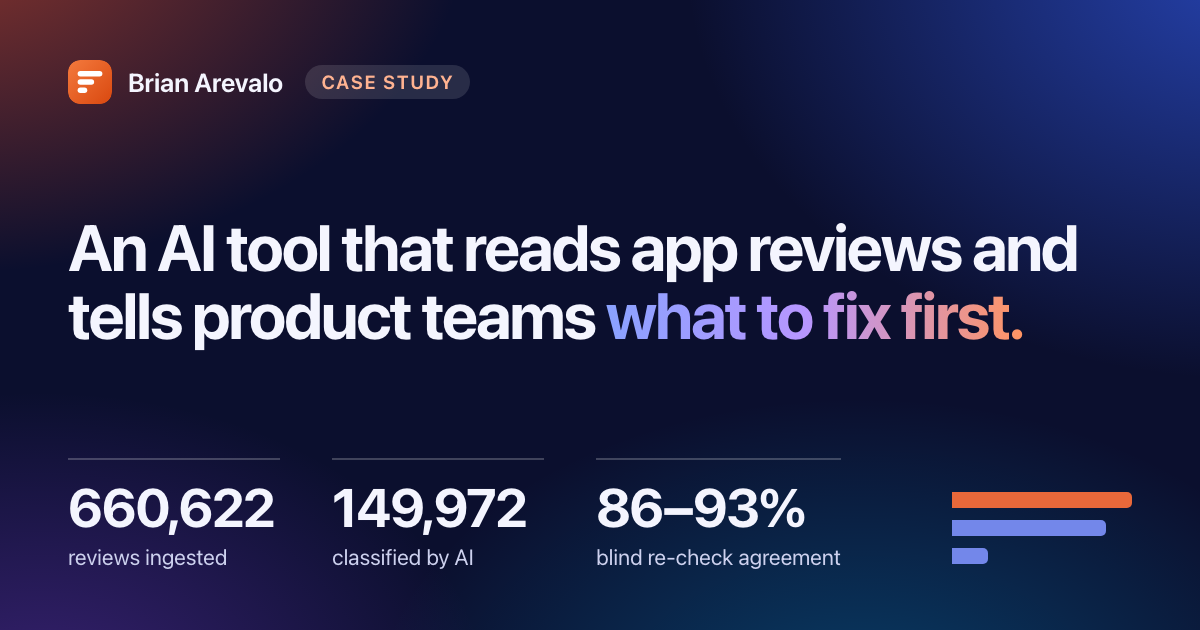 Brian Arevalo
CASE STUDY
An AI tool that reads app reviews and
tells product teams what to fix first.
660,622
reviews ingested
149,972
classified by AI
86–93%
blind re-check agreement